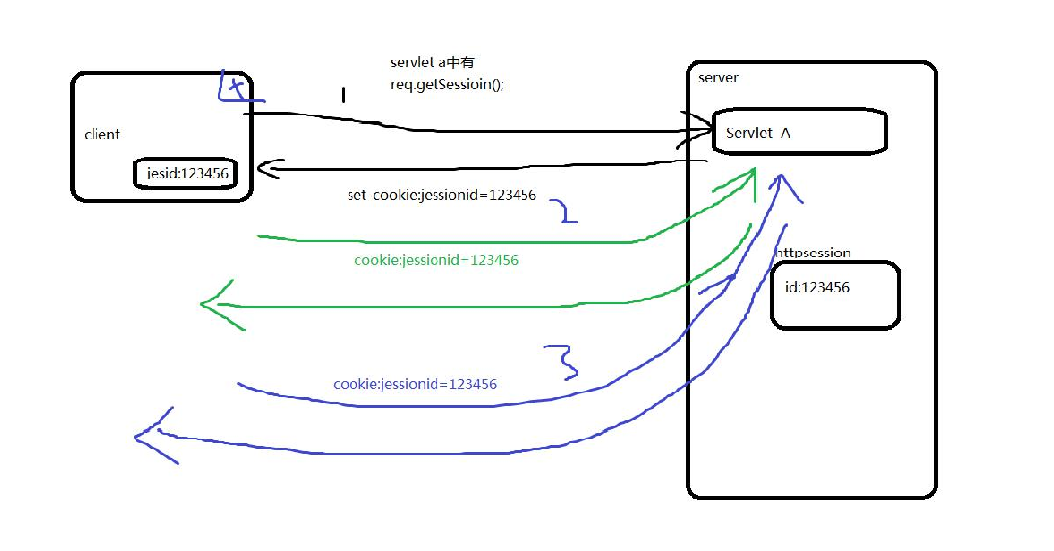 servlet a中有
req.getSessioin();
1
server
client
Servlet A
jesid:123456
set cookie:jessionid=123456
2
cookie:jessionid=123456
httpsession
id:123456
3
cookie:jessionid=123456